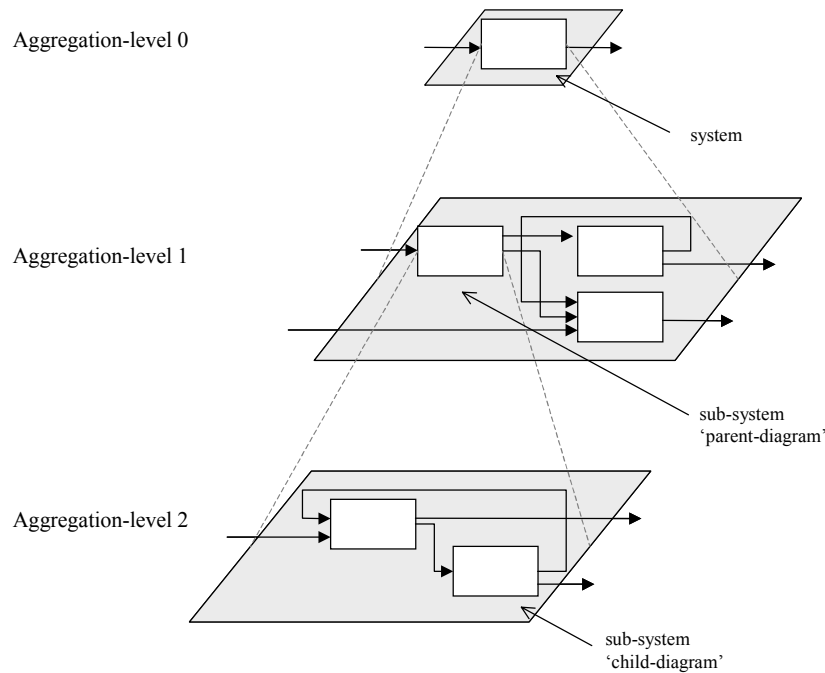 Aggregation-level 0
system
Aggregation-level 1
sub-system
‘parent-diagram’
Aggregation-level 2
sub-system
‘child-diagram’